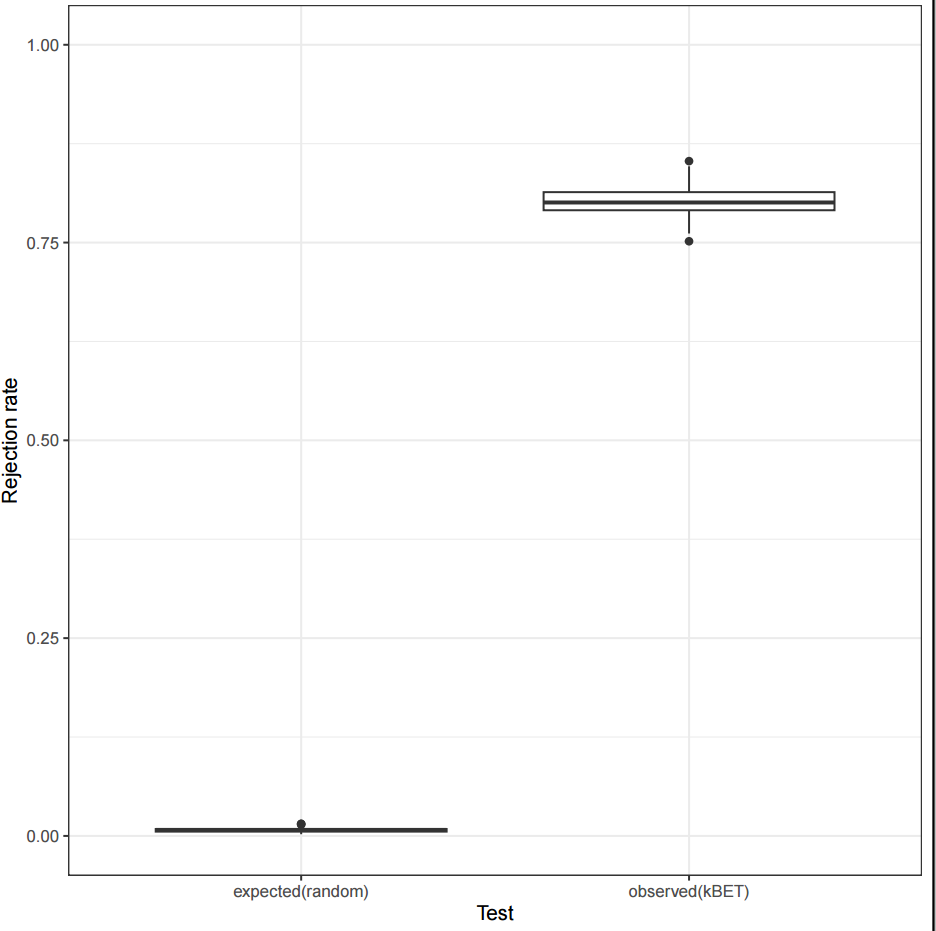 1.00
0.75
0.50
0.25
0.00
Rejection rate
expected(random)
observed(kBET)
Test